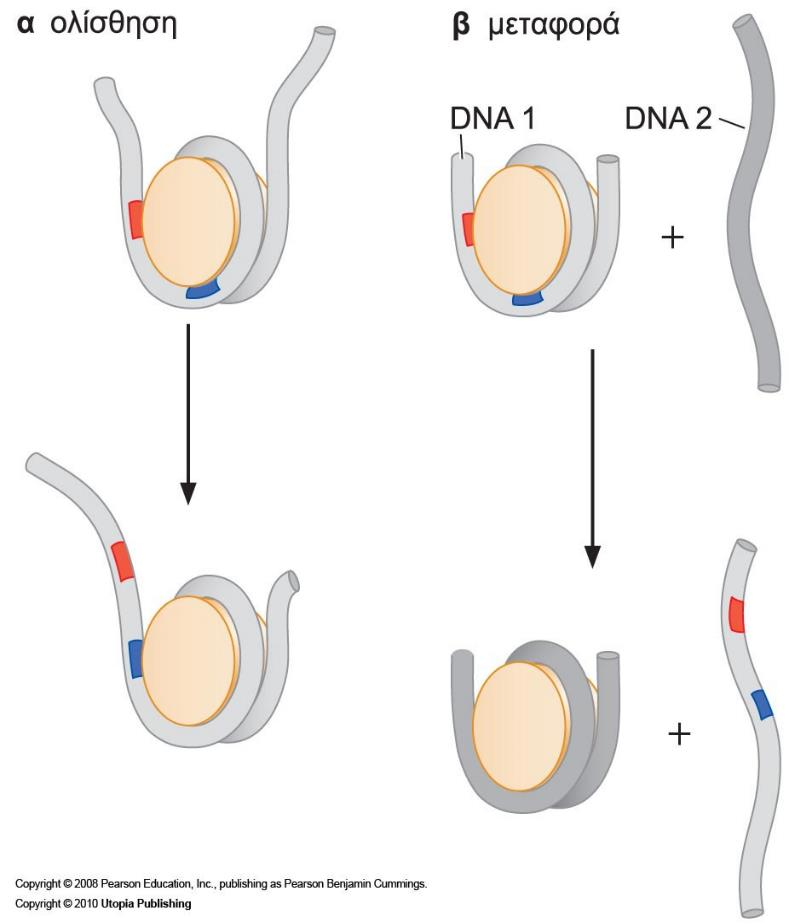 α ολίσθηση
β μεταφορά
DNA 1
DNA 2
+
+
Copyright © 2008 Pearson Education, Inc., publishing as Pearson Benjamin Cummings.
Copyright © 2010 Utopia Publishing